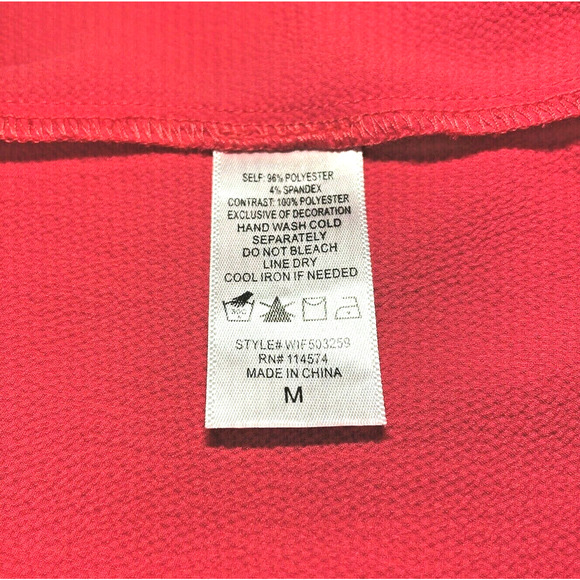 SELF: 96% POLYESTER
4% SPANDEX
CONTRAST: 100% POLYESTER
EXCLUSIVE OF DECORATION
HAND WASH COLD
SEPARATELY
DO NOT BLEACH
LINE DRY
COOL IRON IF NEEDED
30C
STYLE# WIF503259
RN# 114574
MADE IN CHINA
M